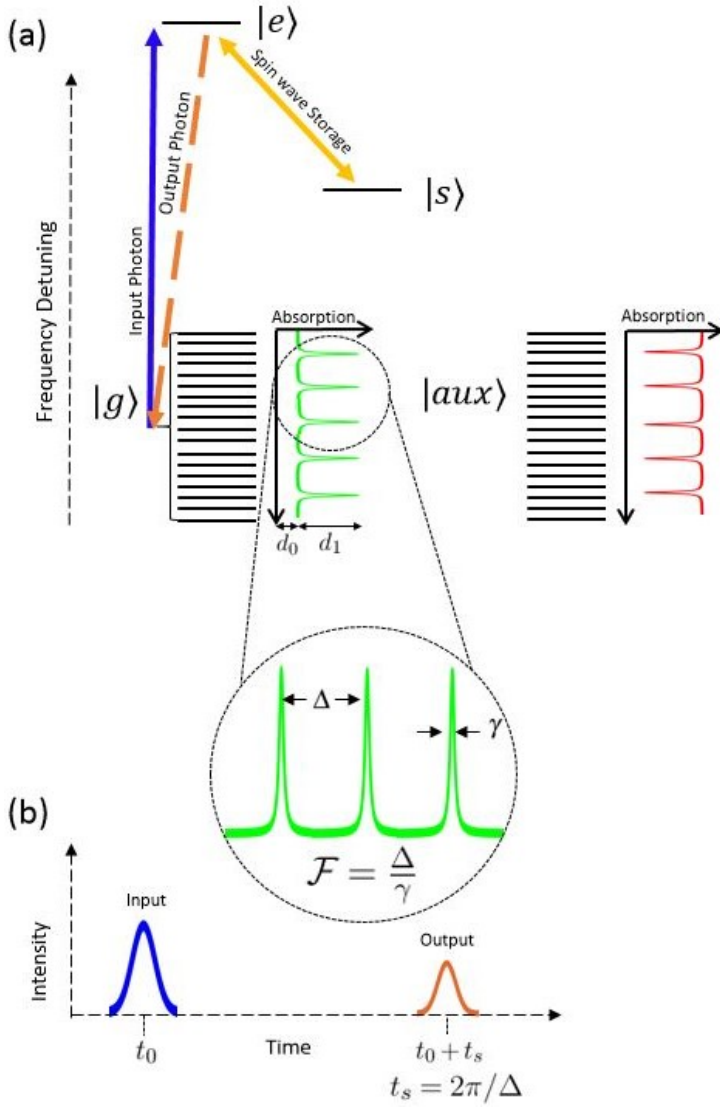 (a)
|e⟩
Input Photon
Output Photon
Spin wave Storage
|s⟩
Frequency Detuning
Absorption
Absorption
|g⟩
|aux⟩
d₀
d₁
Δ
γ
ℱ = Δ/γ
(b)
Intensity
Input
Output
t₀
Time
t₀ + tₛ
tₛ = 2π/Δ